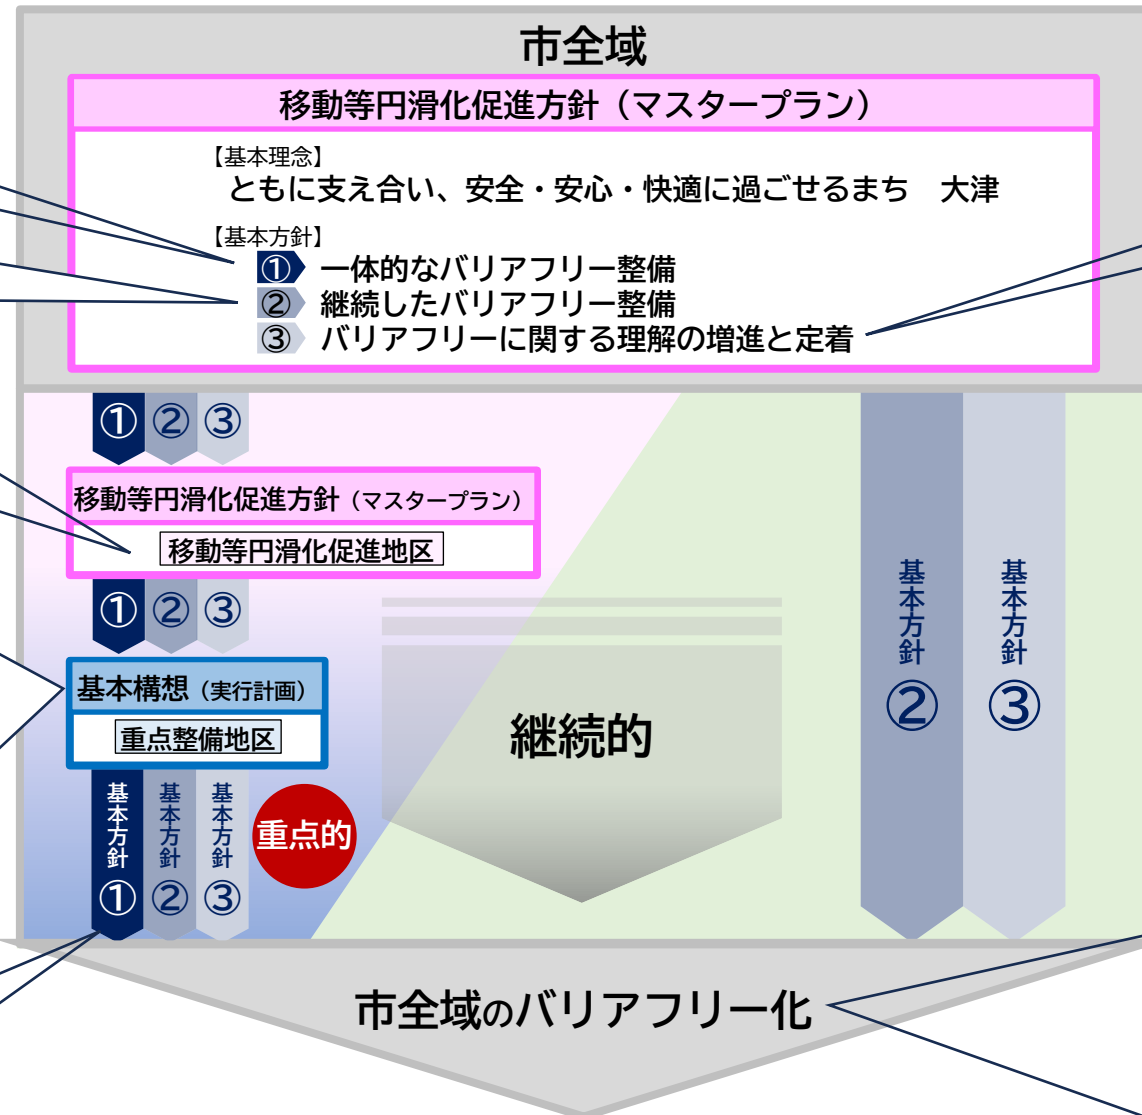 市全域
移動等円滑化促進方針（マスタープラン）
【基本理念】
ともに支え合い、安全・安心・快適に過ごせるまち　大津
【基本方針】
① 一体的なバリアフリー整備
② 継続したバリアフリー整備
③ バリアフリーに関する理解の増進と定着
① ② ③
移動等円滑化促進方針（マスタープラン）
移動等円滑化促進地区
① ② ③
基本構想（実行計画）
重点整備地区
基本方針①
基本方針②
基本方針③
重点的
継続的
基本方針②
基本方針③
市全域のバリアフリー化